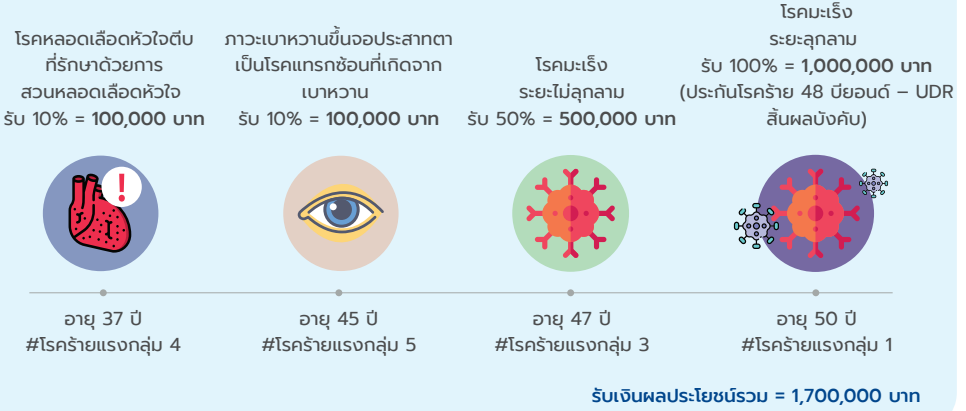 โรคหลอดเลือดหัวใจตีบ
ที่รักษาด้วยการ
สวนหลอดเลือดหัวใจ
รับ 10% = 100,000 บาท
ภาวะเบาหวานขึ้นจอประสาทตา
เป็นโรคแทรกซ้อนที่เกิดจาก
เบาหวาน
รับ 10% = 100,000 บาท
โรคมะเร็ง
ระยะไม่ลุกลาม
รับ 50% = 500,000 บาท
โรคมะเร็ง
ระยะลุกลาม
รับ 100% = 1,000,000 บาท
(ประกันโรคร้าย 48 บียอนด์ – UDR
สิ้นผลบังคับ)
!
อายุ 37 ปี
#โรคร้ายแรงกลุ่ม 4
อายุ 45 ปี
#โรคร้ายแรงกลุ่ม 5
อายุ 47 ปี
#โรคร้ายแรงกลุ่ม 3
อายุ 50 ปี
#โรคร้ายแรงกลุ่ม 1
รับเงินผลประโยชน์รวม = 1,700,000 บาท